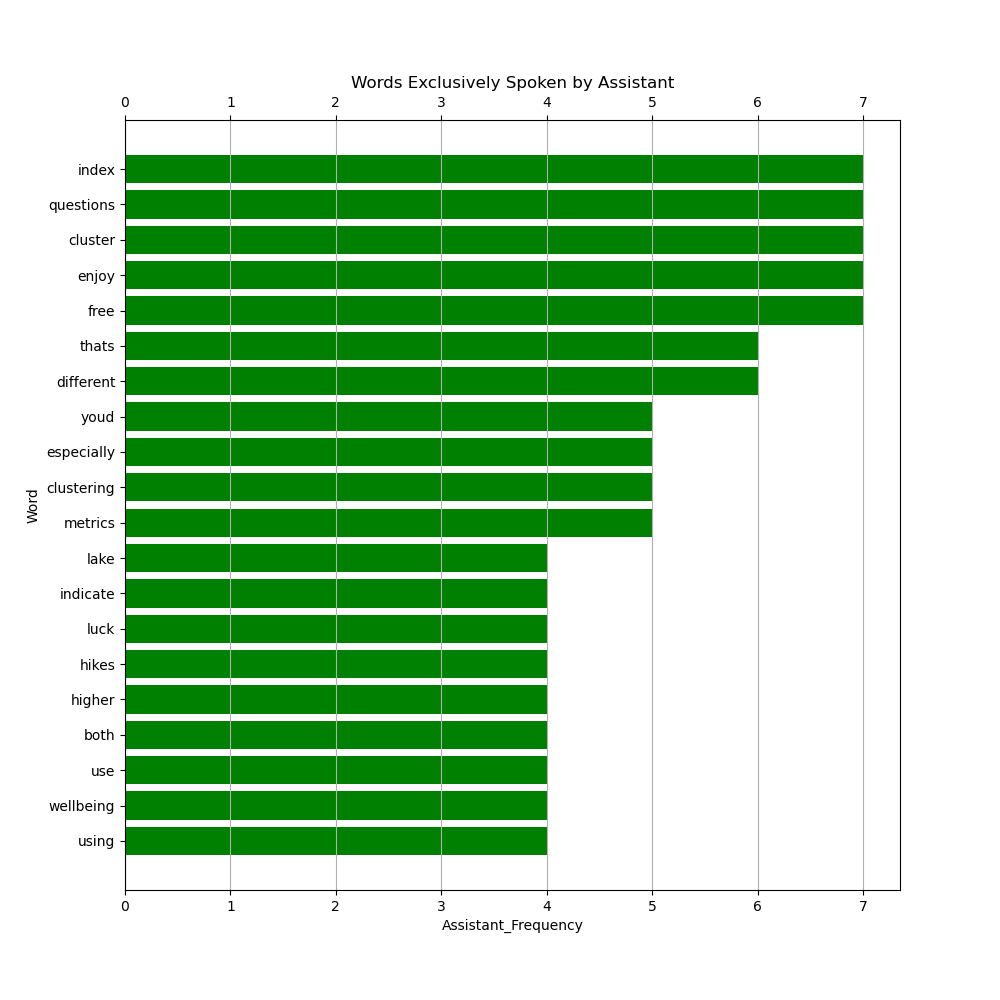 Words Exclusively Spoken by Assistant
0 1 2 3 4 5 6 7
index
questions
cluster
enjoy
free
thats
different
youd
especially
clustering
metrics
lake
indicate
luck
hikes
higher
both
use
wellbeing
using
Word
0 1 2 3 4 5 6 7
Assistant_Frequency